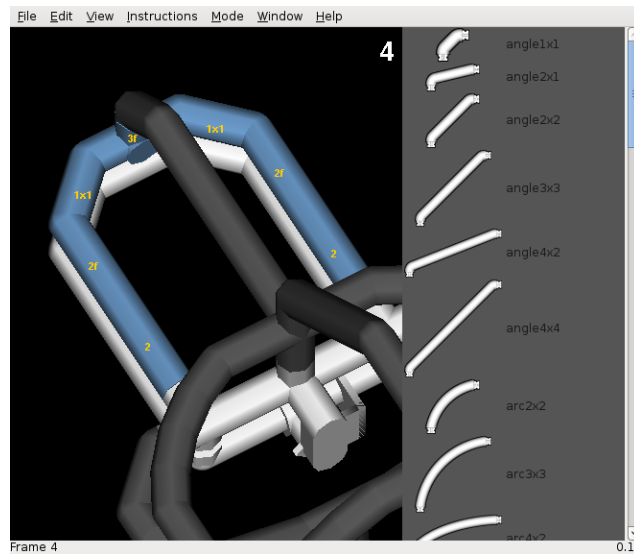 File Edit View Instructions Mode Window Help
4
3f
1x1
1x1
2f
2f
2
2
angle1x1
angle2x1
angle2x2
angle3x3
angle4x2
angle4x4
arc2x2
arc3x3
arc4x2
Frame 4
0.1